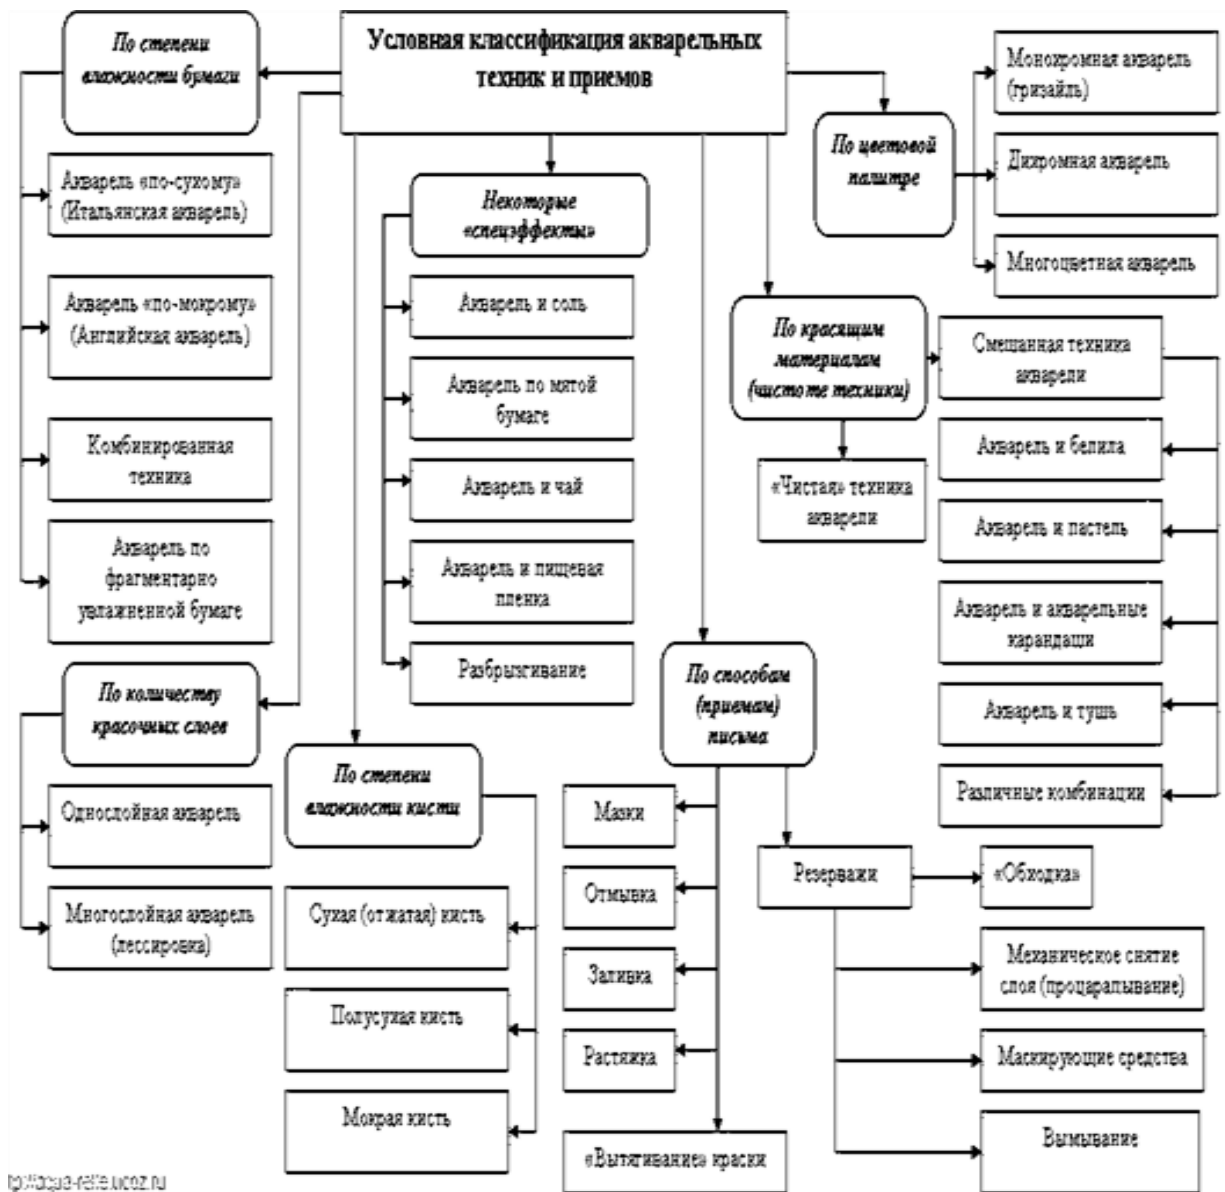 Условная классификация акварельных
техник и приемов
По степени
влажности бумаги
Акварель «по-сухому»
(Итальянская акварель)
Акварель «по-мокрому»
(Английская акварель)
Комбинированная
техника
Акварель по
фрагментарно
увлажненной бумаге
По количеству
красочных слоев
Однослойная акварель
Многослойная акварель
(лессировка)
По степени
влажности кисти
Сухая (отжатая) кисть
Полусухая кисть
Мокрая кисть
Некоторые
«спецэффекты»
Акварель и соль
Акварель по мятой
бумаге
Акварель и чай
Акварель и пищевая
пленка
Разбрызгивание
По способам
(приемам)
письма
Мазки
Отмывка
Заливка
Растяжка
«Вытягивание» краски
Резерважи
«Обходка»
Механическое снятие
слоя (процарапывание)
Маскирующие средства
Вымывание
По красящим
материалам
(чистоте техники)
«Чистая» техника
акварели
Смешанная техника
акварели
Акварель и белила
Акварель и пастель
Акварель и акварельные
карандаши
Акварель и тушь
Различные комбинации
По цветовой
палитре
Монохромная акварель
(гризайль)
Дихромная акварель
Многоцветная акварель